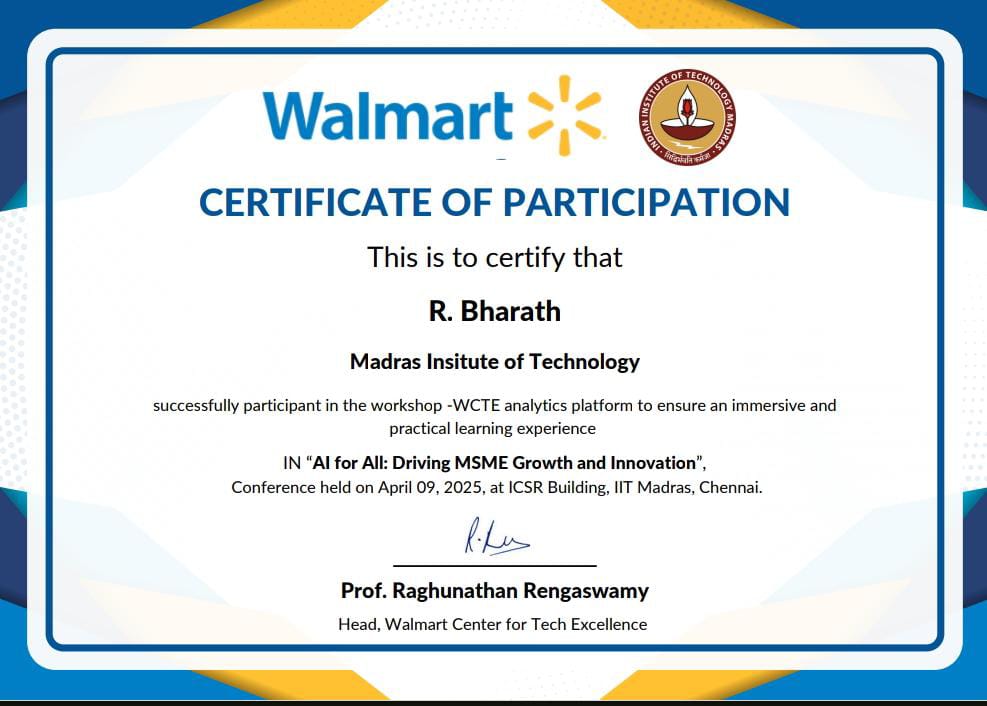 Walmart
INDIAN INSTITUTE OF TECHNOLOGY MADRAS
सिद्धिर्भवति कर्मजा
CERTIFICATE OF PARTICIPATION
This is to certify that
R. Bharath
Madras Insitute of Technology
successfully participant in the workshop -WCTE analytics platform to ensure an immersive and
practical learning experience
IN “AI for All: Driving MSME Growth and Innovation”,
Conference held on April 09, 2025, at ICSR Building, IIT Madras, Chennai.
Prof. Raghunathan Rengaswamy
Head, Walmart Center for Tech Excellence